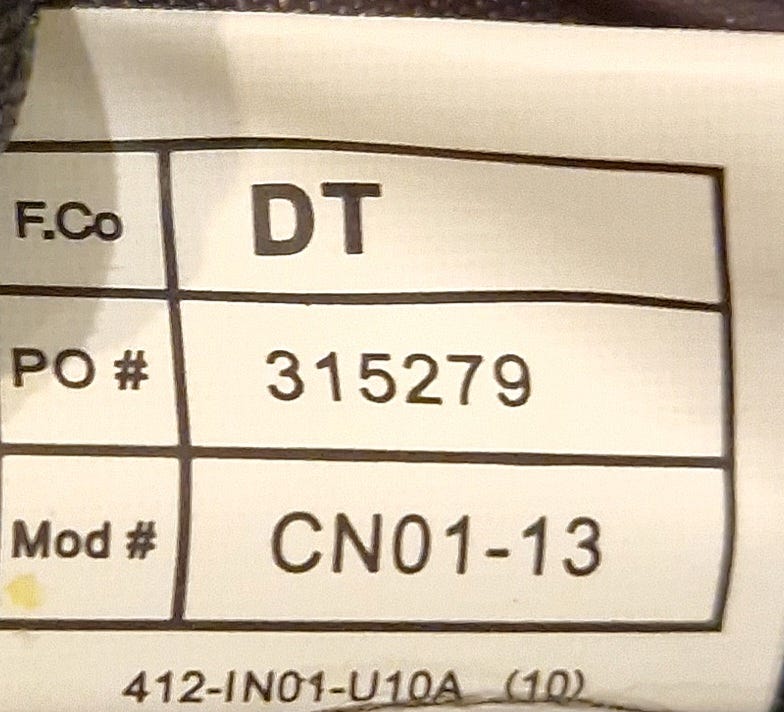 F.Co DT
PO # 315279
Mod # CN01-13
412-IN01-U10A (10)